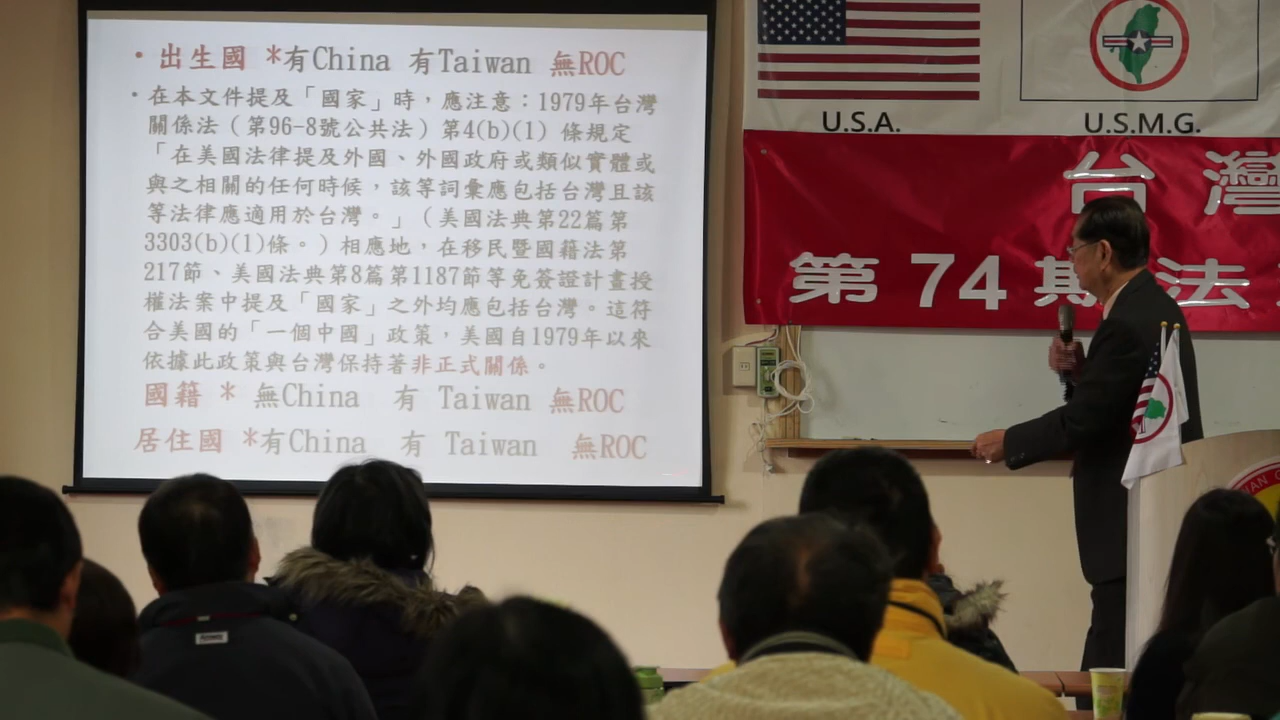 • 出生國 *有China 有Taiwan 無ROC
• 在本文件提及「國家」時，應注意：1979年台灣
關係法（第96-8號公共法）第4(b)(1) 條規定
「在美國法律提及外國、外國政府或類似實體或
與之相關的任何時候，該等詞彙應包括台灣且該
等法律應適用於台灣。」（美國法典第22篇第
3303(b)(1)條。）相應地，在移民暨國籍法第
217節、美國法典第8篇第1187節等免簽證計畫授
權法案中提及「國家」之外均應包括台灣。這符
合美國的「一個中國」政策，美國自1979年以來
依據此政策與台灣保持著非正式關係。
國籍 * 無China 有 Taiwan 無ROC
居住國 *有China 有 Taiwan 無ROC
U.S.A.
U.S.M.G.
台灣
第74期法